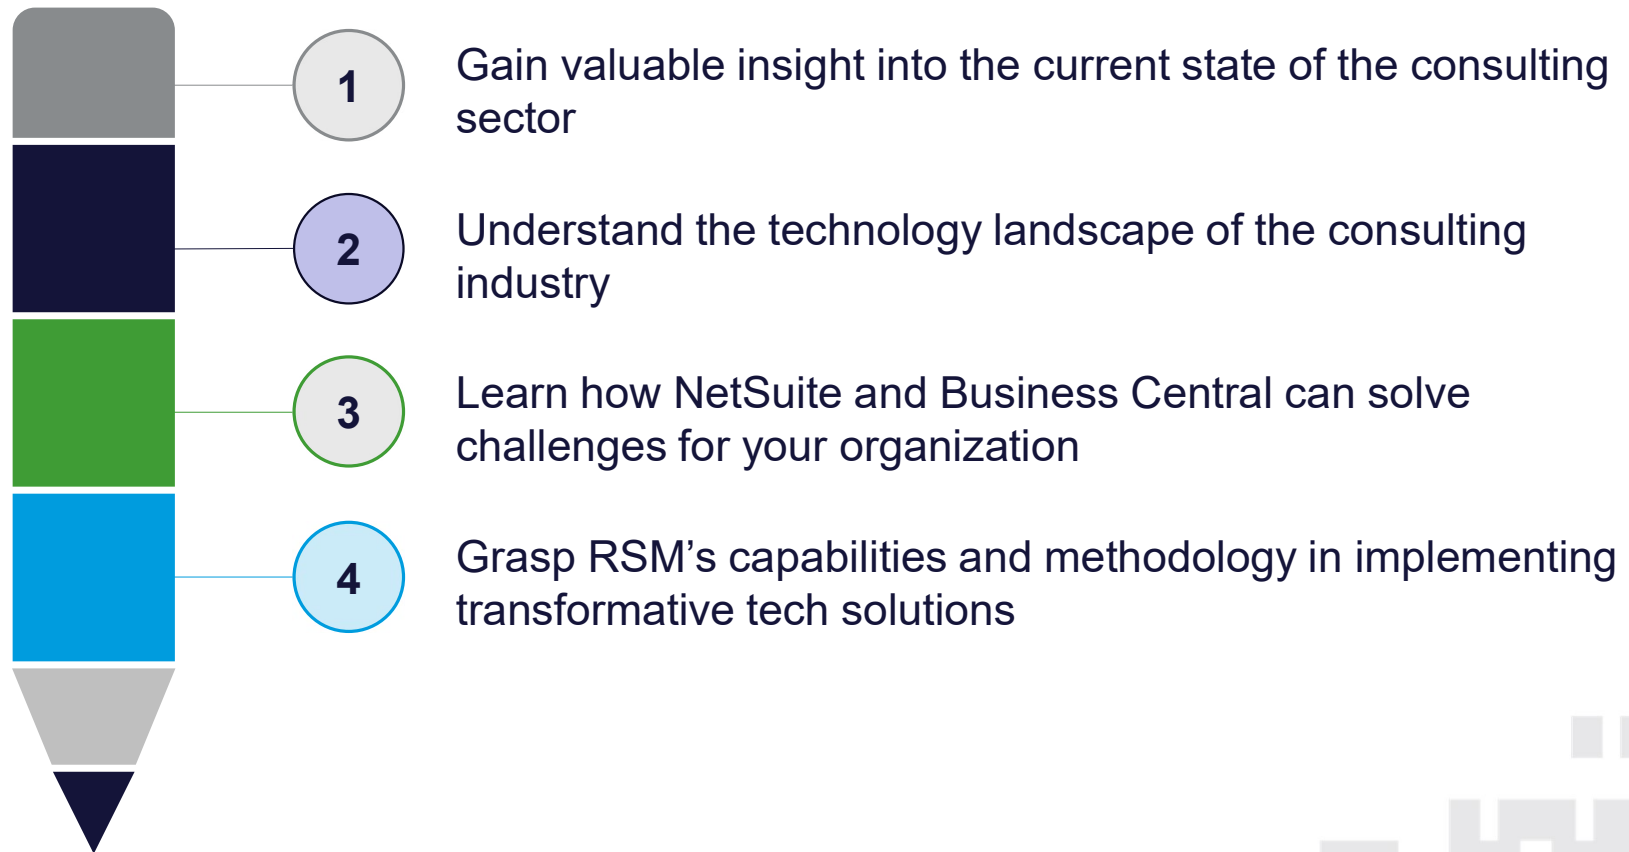 1
Gain valuable insight into the current state of the consulting
sector
2
Understand the technology landscape of the consulting
industry
3
Learn how NetSuite and Business Central can solve
challenges for your organization
4
Grasp RSM’s capabilities and methodology in implementing
transformative tech solutions